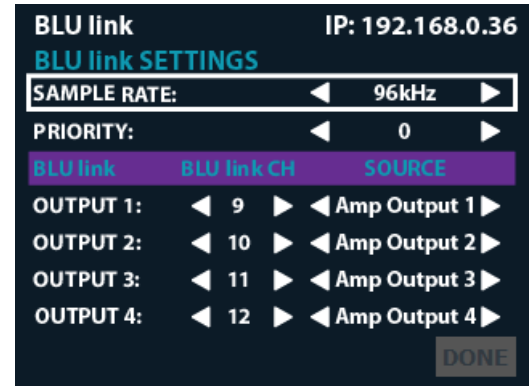 BLU link IP: 192.168.0.36
BLU link SETTINGS
SAMPLE RATE: 96kHz
PRIORITY: 0
BLU link BLU link CH SOURCE
OUTPUT 1: 9 Amp Output 1
OUTPUT 2: 10 Amp Output 2
OUTPUT 3: 11 Amp Output 3
OUTPUT 4: 12 Amp Output 4
DONE